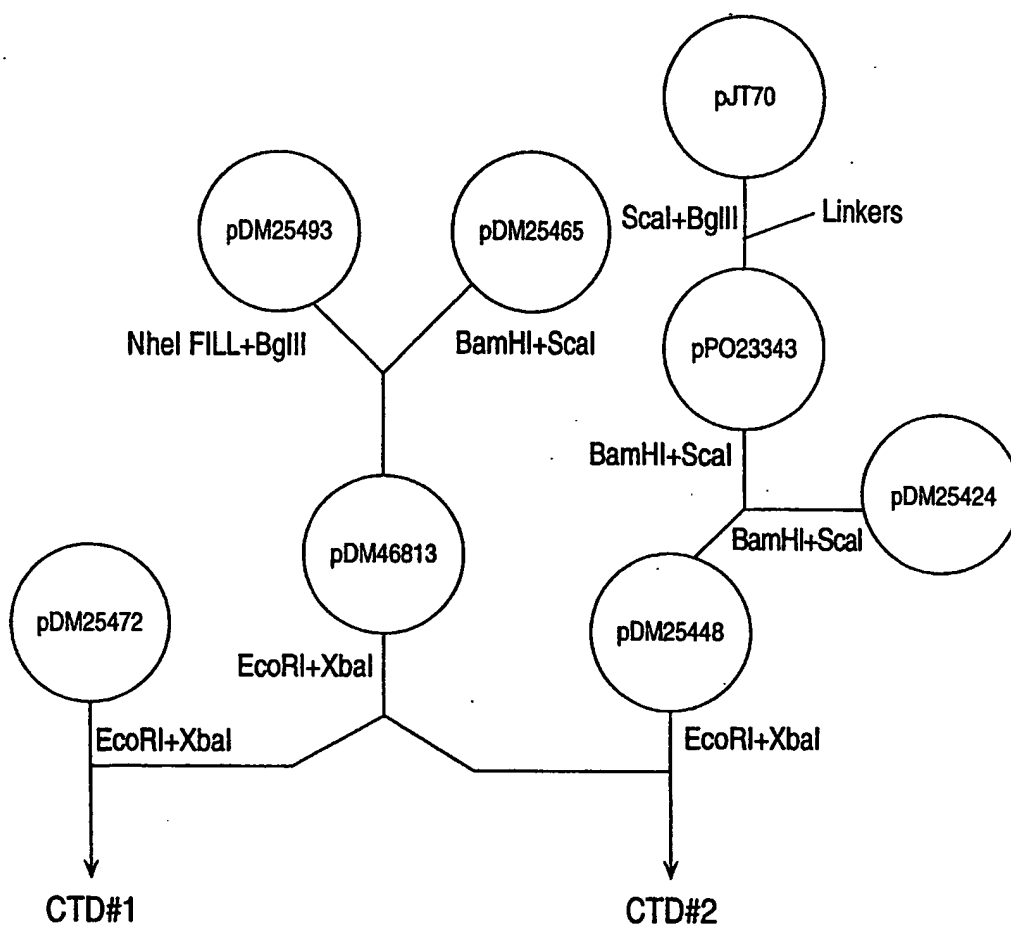 pJT70
ScaI+BglII
Linkers
pDM25493
pDM25465
NheI FILL+BglII
BamHI+ScaI
pPO23343
BamHI+ScaI
pDM25424
BamHI+ScaI
pDM46813
pDM25472
pDM25448
EcoRI+XbaI
EcoRI+XbaI
EcoRI+XbaI
CTD#1
CTD#2